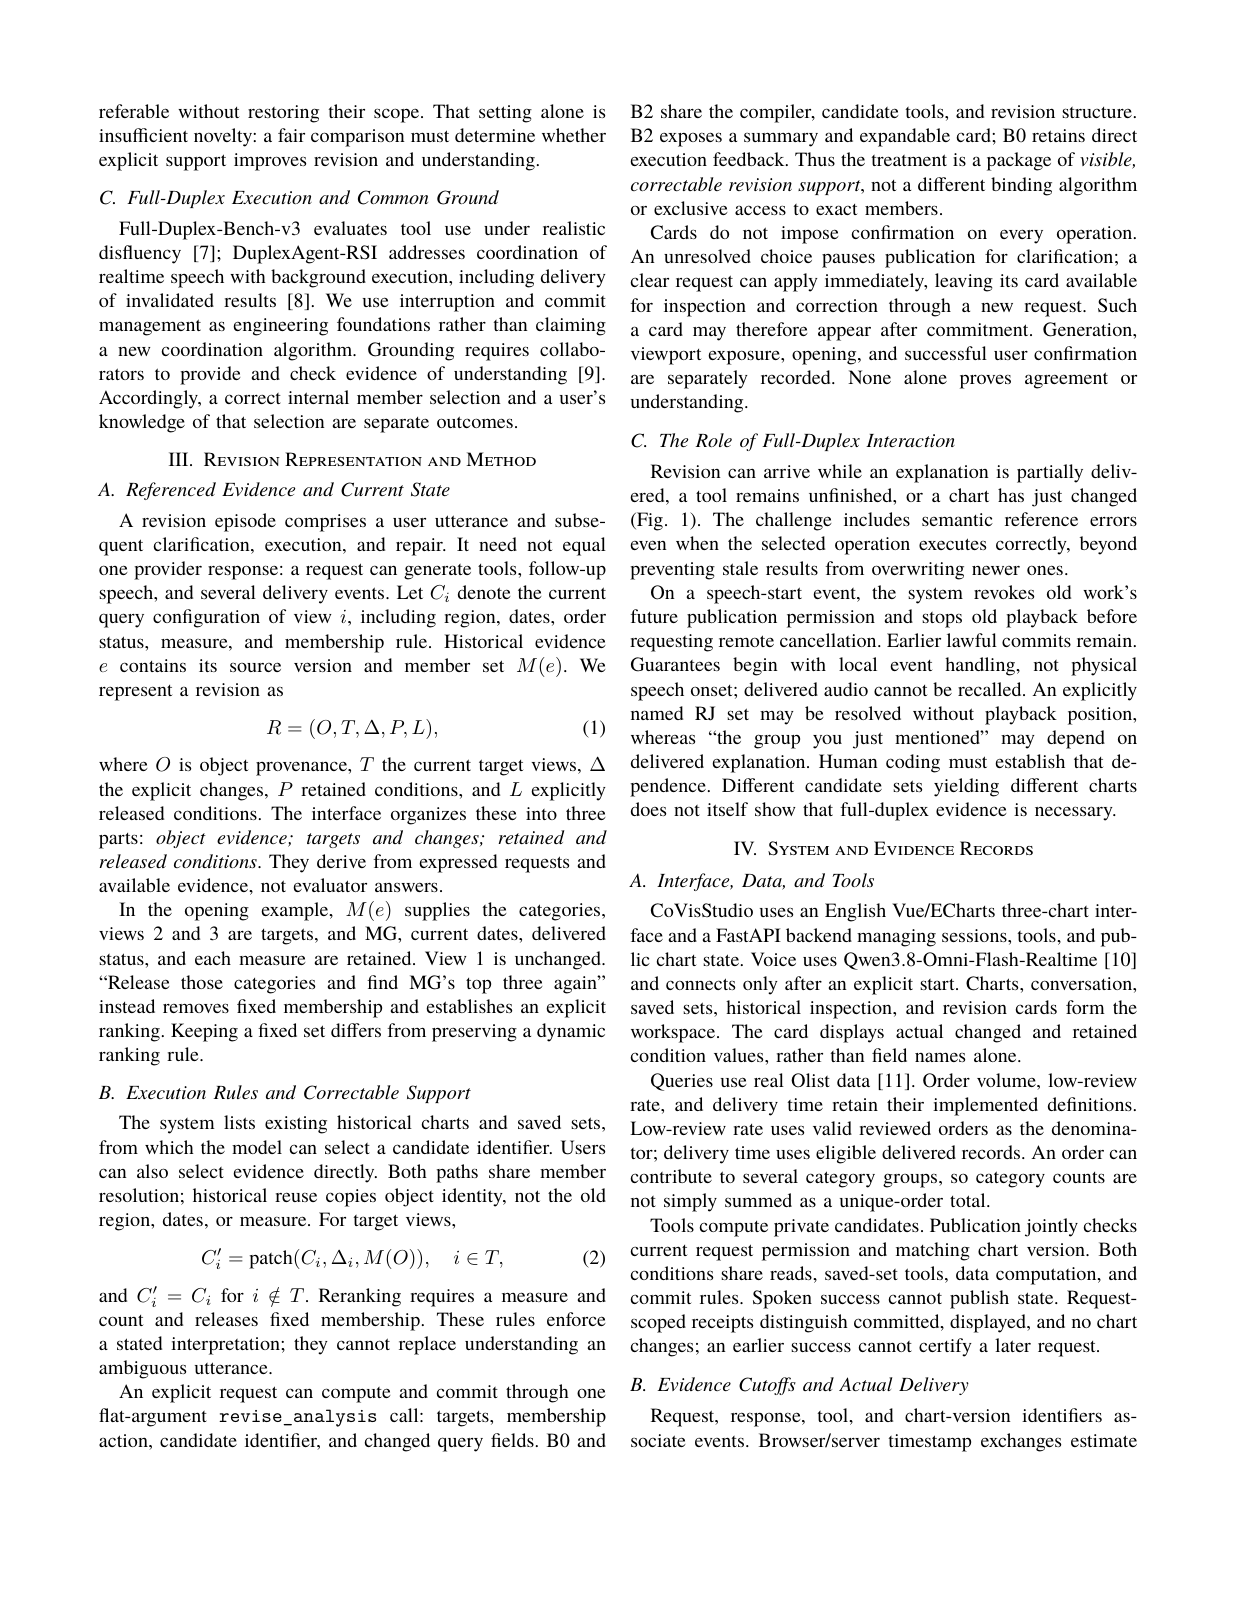 referable without restoring their scope. That setting alone is
insufficient novelty: a fair comparison must determine whether
explicit support improves revision and understanding.
C. Full-Duplex Execution and Common Ground
Full-Duplex-Bench-v3 evaluates tool use under realistic
disfluency [7]; DuplexAgent-RSI addresses coordination of
realtime speech with background execution, including delivery
of invalidated results [8]. We use interruption and commit
management as engineering foundations rather than claiming
a new coordination algorithm. Grounding requires collabo-
rators to provide and check evidence of understanding [9].
Accordingly, a correct internal member selection and a user's
knowledge of that selection are separate outcomes.
III. Revision Representation and Method
A. Referenced Evidence and Current State
A revision episode comprises a user utterance and subse-
quent clarification, execution, and repair. It need not equal
one provider response: a request can generate tools, follow-up
speech, and several delivery events. Let C_i denote the current
query configuration of view i, including region, dates, order
status, measure, and membership rule. Historical evidence
e contains its source version and member set M(e). We
represent a revision as
R = (O, T, Δ, P, L), (1)
where O is object provenance, T the current target views, Δ
the explicit changes, P retained conditions, and L explicitly
released conditions. The interface organizes these into three
parts: object evidence; targets and changes; retained and
released conditions. They derive from expressed requests and
available evidence, not evaluator answers.
In the opening example, M(e) supplies the categories,
views 2 and 3 are targets, and MG, current dates, delivered
status, and each measure are retained. View 1 is unchanged.
“Release those categories and find MG's top three again”
instead removes fixed membership and establishes an explicit
ranking. Keeping a fixed set differs from preserving a dynamic
ranking rule.
B. Execution Rules and Correctable Support
The system lists existing historical charts and saved sets,
from which the model can select a candidate identifier. Users
can also select evidence directly. Both paths share member
resolution; historical reuse copies object identity, not the old
region, dates, or measure. For target views,
C′_i = patch(C_i, Δ_i, M(O)), i ∈ T, (2)
and C′_i = C_i for i ∉ T. Reranking requires a measure and
count and releases fixed membership. These rules enforce
a stated interpretation; they cannot replace understanding an
ambiguous utterance.
An explicit request can compute and commit through one
flat-argument revise_analysis call: targets, membership
action, candidate identifier, and changed query fields. B0 and
B2 share the compiler, candidate tools, and revision structure.
B2 exposes a summary and expandable card; B0 retains direct
execution feedback. Thus the treatment is a package of visible,
correctable revision support, not a different binding algorithm
or exclusive access to exact members.
Cards do not impose confirmation on every operation.
An unresolved choice pauses publication for clarification; a
clear request can apply immediately, leaving its card available
for inspection and correction through a new request. Such
a card may therefore appear after commitment. Generation,
viewport exposure, opening, and successful user confirmation
are separately recorded. None alone proves agreement or
understanding.
C. The Role of Full-Duplex Interaction
Revision can arrive while an explanation is partially deliv-
ered, a tool remains unfinished, or a chart has just changed
(Fig. 1). The challenge includes semantic reference errors
even when the selected operation executes correctly, beyond
preventing stale results from overwriting newer ones.
On a speech-start event, the system revokes old work's
future publication permission and stops old playback before
requesting remote cancellation. Earlier lawful commits remain.
Guarantees begin with local event handling, not physical
speech onset; delivered audio cannot be recalled. An explicitly
named RJ set may be resolved without playback position,
whereas “the group you just mentioned” may depend on
delivered explanation. Human coding must establish that de-
pendence. Different candidate sets yielding different charts
does not itself show that full-duplex evidence is necessary.
IV. System and Evidence Records
A. Interface, Data, and Tools
CoVisStudio uses an English Vue/ECharts three-chart inter-
face and a FastAPI backend managing sessions, tools, and pub-
lic chart state. Voice uses Qwen3.8-Omni-Flash-Realtime [10]
and connects only after an explicit start. Charts, conversation,
saved sets, historical inspection, and revision cards form the
workspace. The card displays actual changed and retained
condition values, rather than field names alone.
Queries use real Olist data [11]. Order volume, low-review
rate, and delivery time retain their implemented definitions.
Low-review rate uses valid reviewed orders as the denomina-
tor; delivery time uses eligible delivered records. An order can
contribute to several category groups, so category counts are
not simply summed as a unique-order total.
Tools compute private candidates. Publication jointly checks
current request permission and matching chart version. Both
conditions share reads, saved-set tools, data computation, and
commit rules. Spoken success cannot publish state. Request-
scoped receipts distinguish committed, displayed, and no chart
changes; an earlier success cannot certify a later request.
B. Evidence Cutoffs and Actual Delivery
Request, response, tool, and chart-version identifiers as-
sociate events. Browser/server timestamp exchanges estimate